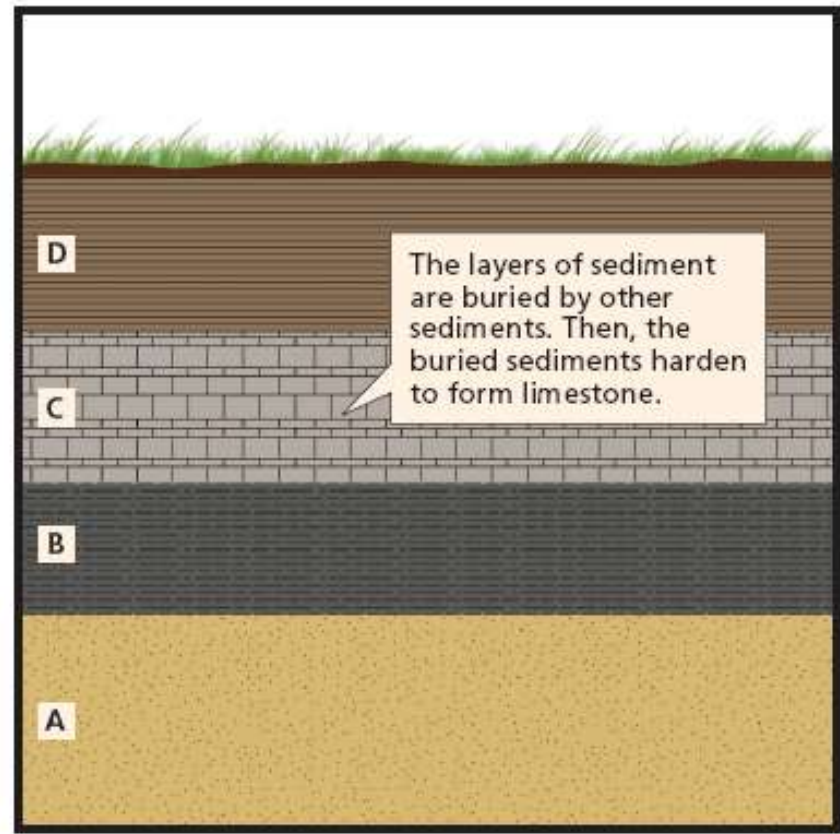 D
The layers of sediment
are buried by other
sediments. Then, the
buried sediments harden
to form limestone.
C
B
A